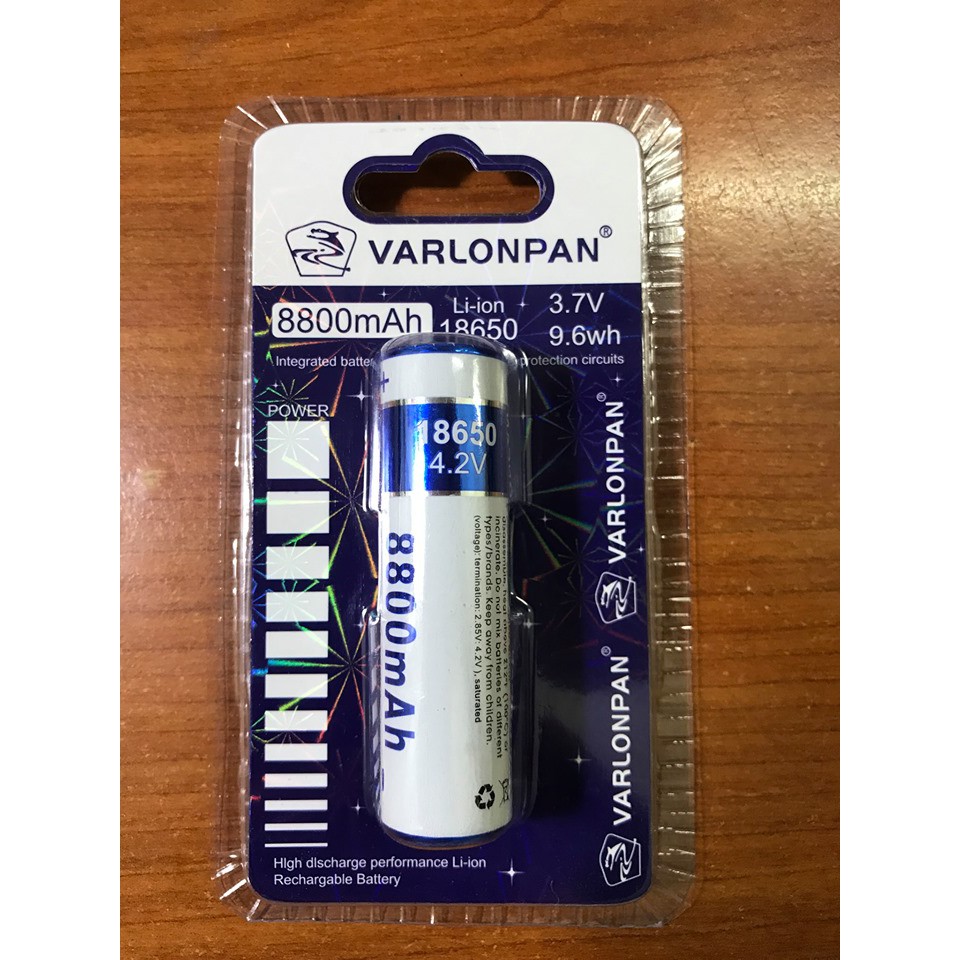 VARLONPAN®
8800mAh
Li-ion
18650
3.7V
9.6wh
Integrated protection circuits
POWER
+
18650
4.2V
8800mAh
-
incinerate. Do not mix batteries of different
types/brands. Keep away from children.
(voltage): termination: 2.85V: 4.2V ), saturated
VARLONPAN®
VARLONPAN®
High dlscharge performance Li-ion
Rechargable Battery